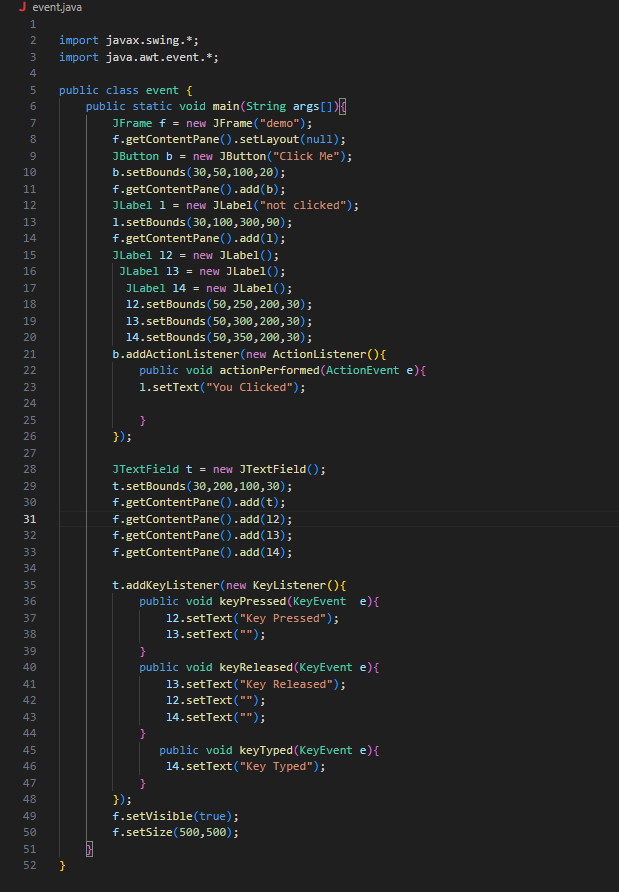 J event.java
1
2 import javax.swing.*;
3 import java.awt.event.*;
4
5 public class event {
6     public static void main(String args[]){
7         JFrame f = new JFrame("demo");
8         f.getContentPane().setLayout(null);
9         JButton b = new JButton("Click Me");
10         b.setBounds(30,50,100,20);
11         f.getContentPane().add(b);
12         JLabel l = new JLabel("not clicked");
13         l.setBounds(30,100,300,90);
14         f.getContentPane().add(l);
15         JLabel l2 = new JLabel();
16          JLabel l3 = new JLabel();
17           JLabel l4 = new JLabel();
18           l2.setBounds(50,250,200,30);
19           l3.setBounds(50,300,200,30);
20           l4.setBounds(50,350,200,30);
21         b.addActionListener(new ActionListener(){
22             public void actionPerformed(ActionEvent e){
23             l.setText("You Clicked");
24
25             }
26         });
27
28         JTextField t = new JTextField();
29         t.setBounds(30,200,100,30);
30         f.getContentPane().add(t);
31         f.getContentPane().add(l2);
32         f.getContentPane().add(l3);
33         f.getContentPane().add(l4);
34
35         t.addKeyListener(new KeyListener(){
36             public void keyPressed(KeyEvent  e){
37                 l2.setText("Key Pressed");
38                 l3.setText("");
39             }
40             public void keyReleased(KeyEvent e){
41                 l3.setText("Key Released");
42                 l2.setText("");
43                 l4.setText("");
44             }
45                public void keyTyped(KeyEvent e){
46                 l4.setText("Key Typed");
47             }
48         });
49         f.setVisible(true);
50         f.setSize(500,500);
51     }
52 }